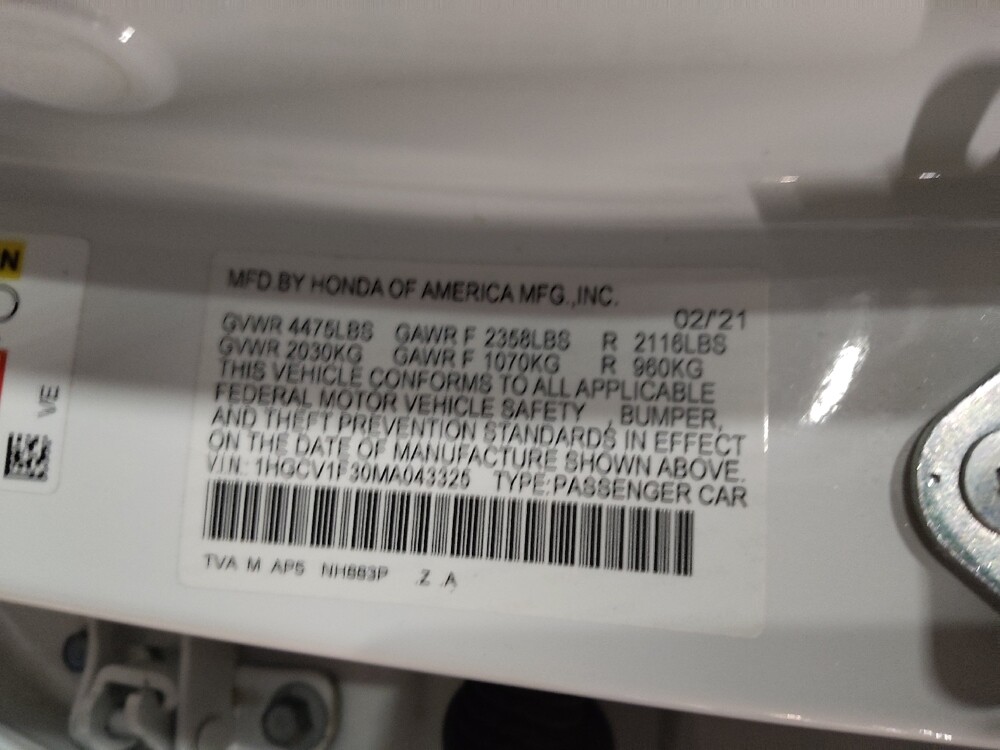 MFD.BY HONDA OF AMERICA MFG.,INC.
02/'21
GVWR 4475LBS GAWR F 2358LBS R 2116LBS
GVWR 2030KG GAWR F 1070KG R 960KG
THIS VEHICLE CONFORMS TO ALL APPLICABLE
FEDERAL MOTOR VEHICLE SAFETY , BUMPER,
AND THEFT PREVENTION STANDARDS IN EFFECT
ON THE DATE OF MANUFACTURE SHOWN ABOVE.
VIN: 1HGCV1F30MA043325 TYPE:PASSENGER CAR
TVA M AP5 NH883P Z A
N
VE